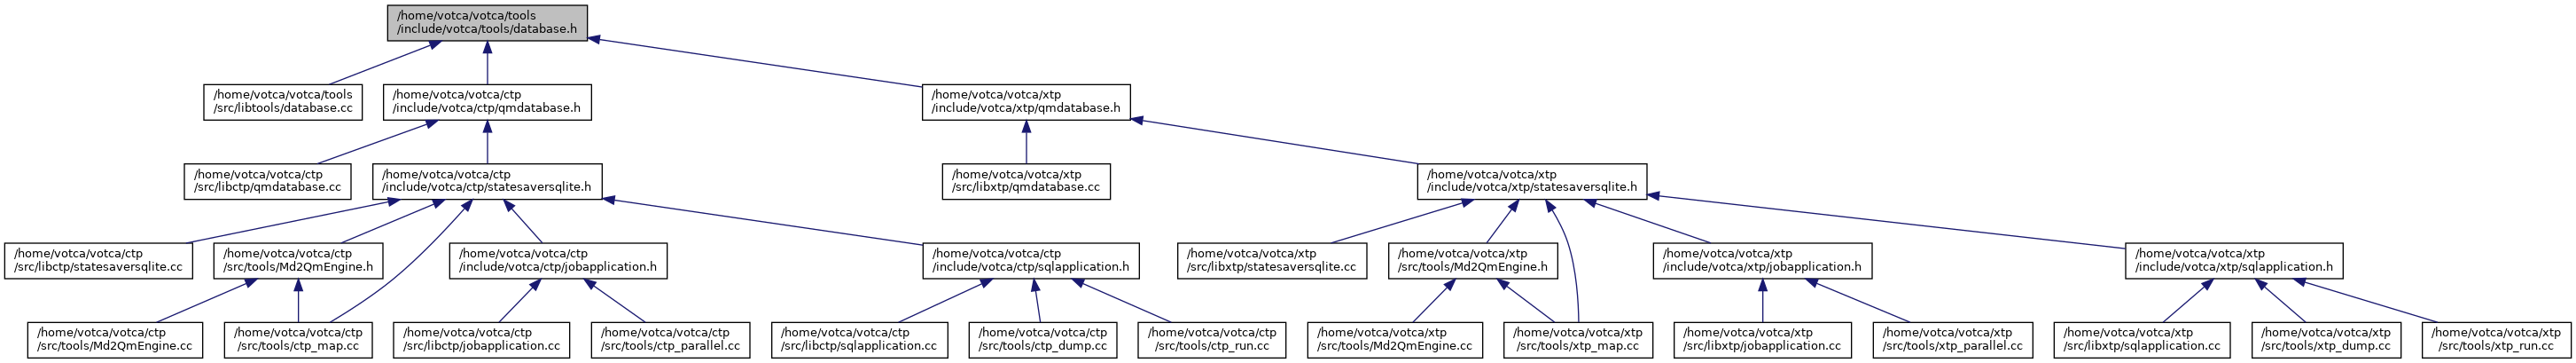 /home/votca/votca/tools
/include/votca/tools/database.h
/home/votca/votca/tools
/src/libtools/database.cc
/home/votca/votca/ctp
/include/votca/ctp/qmdatabase.h
/home/votca/votca/xtp
/include/votca/xtp/qmdatabase.h
/home/votca/votca/ctp
/src/libctp/qmdatabase.cc
/home/votca/votca/ctp
/include/votca/ctp/statesaversqlite.h
/home/votca/votca/xtp
/src/libxtp/qmdatabase.cc
/home/votca/votca/xtp
/include/votca/xtp/statesaversqlite.h
/home/votca/votca/ctp
/src/libctp/statesaversqlite.cc
/home/votca/votca/ctp
/src/tools/Md2QmEngine.h
/home/votca/votca/ctp
/include/votca/ctp/jobapplication.h
/home/votca/votca/ctp
/include/votca/ctp/sqlapplication.h
/home/votca/votca/xtp
/src/libxtp/statesaversqlite.cc
/home/votca/votca/xtp
/src/tools/Md2QmEngine.h
/home/votca/votca/xtp
/include/votca/xtp/jobapplication.h
/home/votca/votca/xtp
/include/votca/xtp/sqlapplication.h
/home/votca/votca/ctp
/src/tools/Md2QmEngine.cc
/home/votca/votca/ctp
/src/tools/ctp_map.cc
/home/votca/votca/ctp
/src/libctp/jobapplication.cc
/home/votca/votca/ctp
/src/tools/ctp_parallel.cc
/home/votca/votca/ctp
/src/libctp/sqlapplication.cc
/home/votca/votca/ctp
/src/tools/ctp_dump.cc
/home/votca/votca/ctp
/src/tools/ctp_run.cc
/home/votca/votca/xtp
/src/tools/Md2QmEngine.cc
/home/votca/votca/xtp
/src/tools/xtp_map.cc
/home/votca/votca/xtp
/src/libxtp/jobapplication.cc
/home/votca/votca/xtp
/src/tools/xtp_parallel.cc
/home/votca/votca/xtp
/src/libxtp/sqlapplication.cc
/home/votca/votca/xtp
/src/tools/xtp_dump.cc
/home/votca/votca/xtp
/src/tools/xtp_run.cc